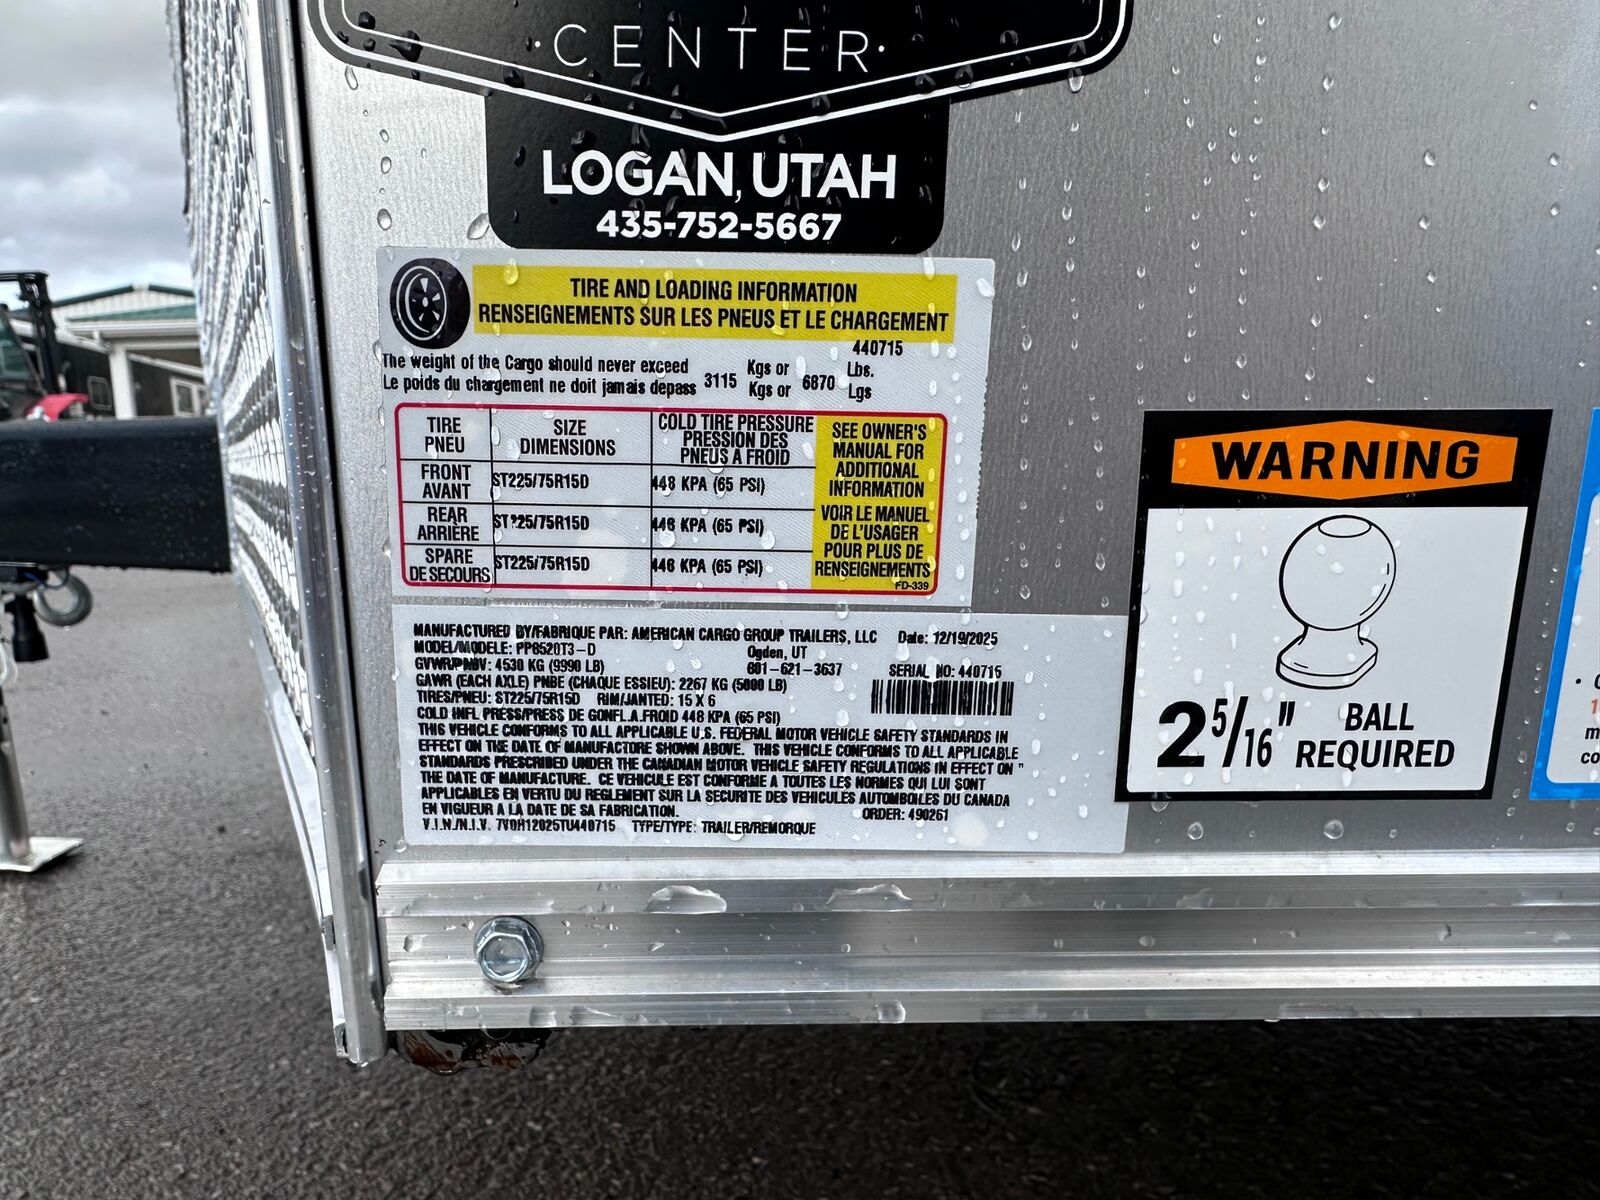 · CENTER ·
LOGAN, UTAH
435-752-5667
TIRE AND LOADING INFORMATION
RENSEIGNEMENTS SUR LES PNEUS ET LE CHARGEMENT
440715
The weight of the Cargo should never exceed Kgs or Lbs.
Le poids du chargement ne doit jamais depass 3115 Kgs or 6870 Lgs
TIRE PNEU
SIZE DIMENSIONS
COLD TIRE PRESSURE PRESSION DES PNEUS A FROID
FRONT AVANT
ST225/75R15D
448 KPA (65 PSI)
REAR ARRIÈRE
ST225/75R15D
448 KPA (65 PSI)
SPARE DE SECOURS
ST225/75R15D
448 KPA (65 PSI)
SEE OWNER'S
MANUAL FOR
ADDITIONAL
INFORMATION
VOIR LE MANUEL
DE L'USAGER
POUR PLUS DE
RENSEIGNEMENTS
FD-339
MANUFACTURED BY/FABRIQUE PAR: AMERICAN CARGO GROUP TRAILERS, LLC Date: 12/19/2025
MODEL/MODELE: PP8520T3-D Ogden, UT
GVWR/PNBV: 4530 KG (9990 LB) 801-621-3637 SERIAL NO: 440715
GAWR (EACH AXLE) PNBE (CHAQUE ESSIEU): 2267 KG (5000 LB)
TIRES/PNEU: ST225/75R15D RIM/JANTED: 15 X 6
COLD INFL PRESS/PRESS DE GONFL.A.FROID 448 KPA (65 PSI)
THIS VEHICLE CONFORMS TO ALL APPLICABLE U.S. FEDERAL MOTOR VEHICLE SAFETY STANDARDS IN
EFFECT ON THE DATE OF MANUFACTORE SHOWN ABOVE. THIS VEHICLE CONFORMS TO ALL APPLICABLE
STANDARDS PRESCRIBED UNDER THE CANADIAN MOTOR VEHICLE SAFETY REGULATIONS IN EFFECT ON "
THE DATE OF MANUFACTURE. CE VEHICULE EST CONFORME A TOUTES LES NORMES QUI LUI SONT
APPLICABLES EN VERTU DU REGLEMENT SUR LA SECURITE DES VEHICULES AUTOMBOILES DU CANADA
EN VIGUEUR A LA DATE DE SA FABRICATION. ORDER: 490261
V.I.N./N.I.V. 7V0H12025TU440715 TYPE/TYPE: TRAILER/REMORQUE
WARNING
2 5/16" BALL
REQUIRED